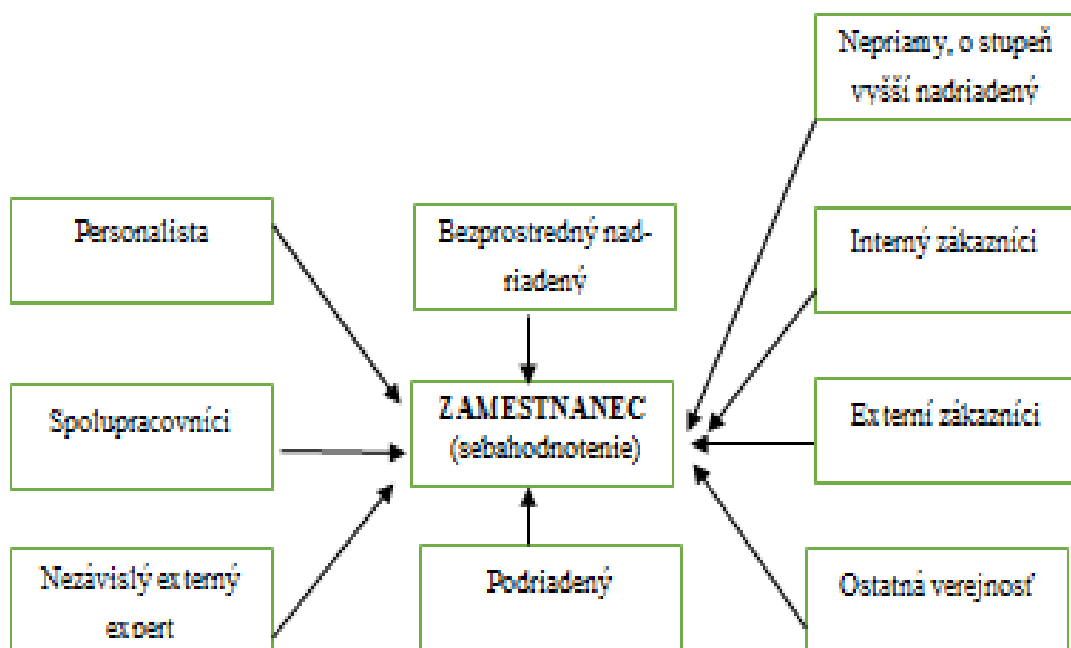 Nepriamy, o stupeň
vyšší nadriadený
Personalista
Bezprostredný nad-
riadený
Interný zákazníci
Spolupracovníci
ZAMESTNANEC
(sebahodnotenie)
Externí zákazníci
Nezávislý externý
expert
Podriadený
Ostatná verejnosť